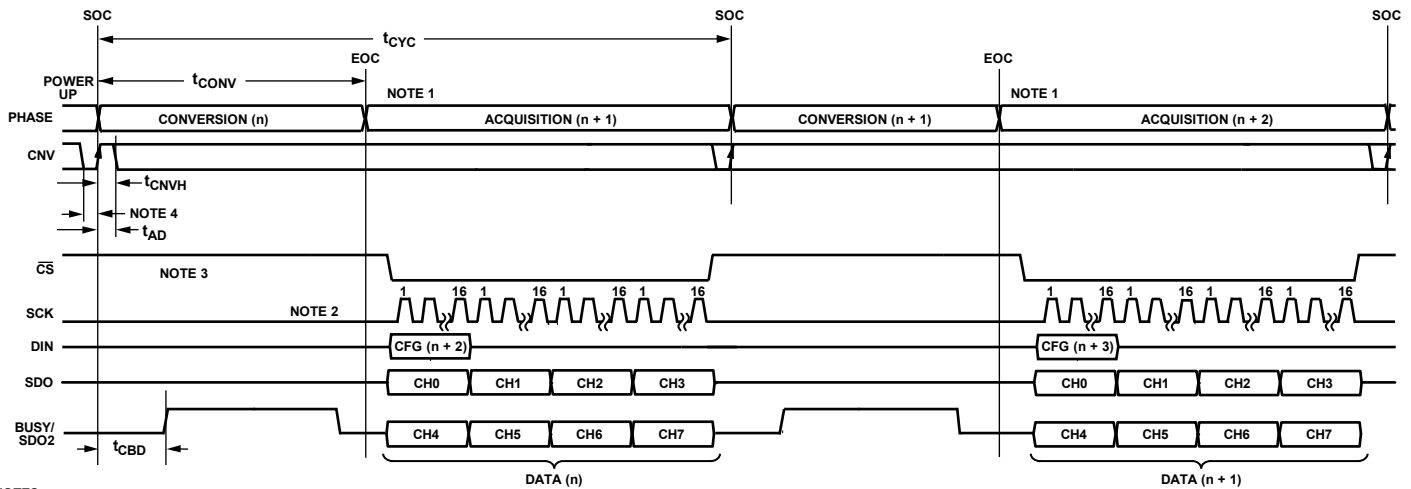 SOC SOC SOC
tCYC
EOC EOC
tCONV
POWER
UP
NOTE 1 NOTE 1
PHASE CONVERSION (n) ACQUISITION (n + 1) CONVERSION (n + 1) ACQUISITION (n + 2)
CNV
tCNVH
NOTE 4
tAD
CS
NOTE 3
1 16 1 16 1 16 1 16 1 16 1 16 1 16 1 16
SCK NOTE 2
DIN CFG (n + 2) CFG (n + 3)
SDO CH0 CH1 CH2 CH3 CH0 CH1 CH2 CH3
BUSY/
SDO2 CH4 CH5 CH6 CH7 CH4 CH5 CH6 CH7
tCBD
DATA (n) DATA (n + 1)